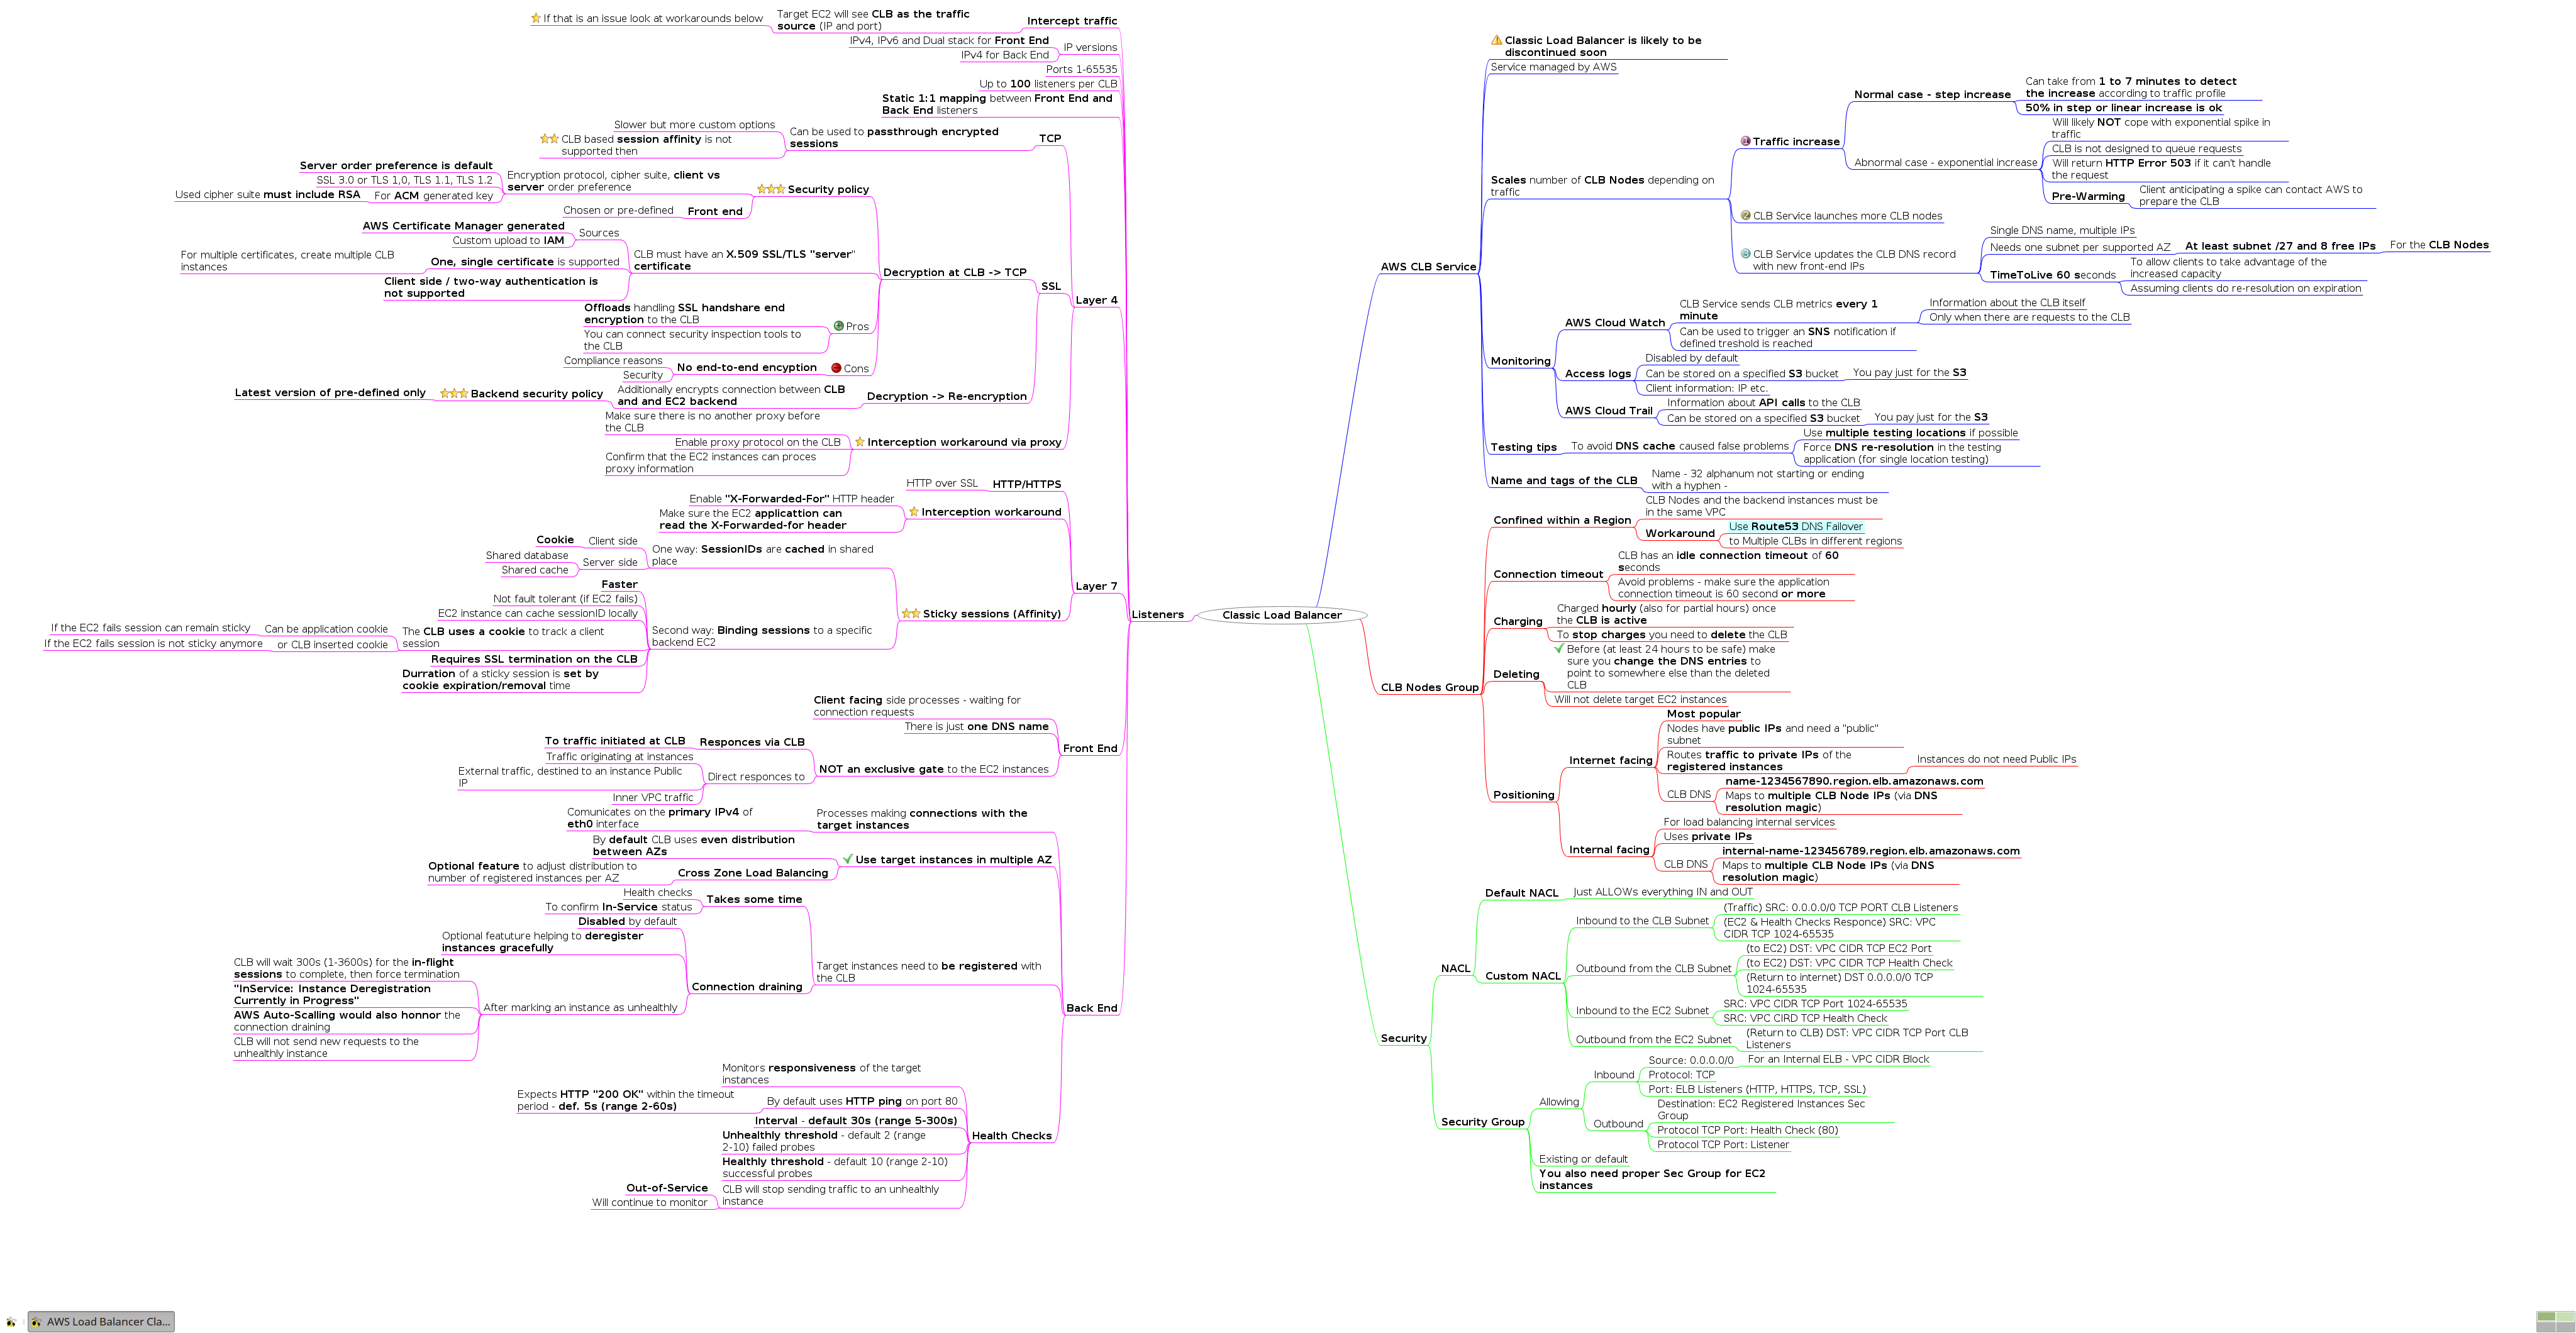 If that is an issue look at workarounds below
Target EC2 will see CLB as the traffic
source (IP and port)
Intercept traffic
IPv4, IPv6 and Dual stack for Front End
IPv4 for Back End
IP versions
Ports 1-65535
Up to 100 listeners per CLB
Static 1:1 mapping between Front End and
Back End listeners
Slower but more custom options
CLB based session affinity is not
supported then
Can be used to passthrough encrypted
sessions
TCP
Server order preference is default
SSL 3.0 or TLS 1,0, TLS 1.1, TLS 1.2
Used cipher suite must include RSA
For ACM generated key
Encryption protocol, cipher suite, client vs
server order preference
Security policy
Chosen or pre-defined
Front end
AWS Certificate Manager generated
Custom upload to IAM
Sources
For multiple certificates, create multiple CLB
instances
One, single certificate is supported
Client side / two-way authentication is
not supported
CLB must have an X.509 SSL/TLS "server"
certificate
Decryption at CLB -> TCP
SSL
Layer 4
Offloads handling SSL handshare end
encryption to the CLB
You can connect security inspection tools to
the CLB
Pros
Compliance reasons
Security
No end-to-end encyption
Cons
Latest version of pre-defined only
Backend security policy
Additionally encrypts connection between CLB
and and EC2 backend
Decryption -> Re-encryption
Make sure there is no another proxy before
the CLB
Enable proxy protocol on the CLB
Confirm that the EC2 instances can proces
proxy information
Interception workaround via proxy
HTTP over SSL
HTTP/HTTPS
Enable "X-Forwarded-For" HTTP header
Make sure the EC2 applicattion can
read the X-Forwarded-for header
Interception workaround
Cookie
Client side
Shared database
Shared cache
Server side
One way: SessionIDs are cached in shared
place
Faster
Not fault tolerant (if EC2 fails)
EC2 instance can cache sessionID locally
If the EC2 fails session can remain sticky
Can be application cookie
If the EC2 fails session is not sticky anymore
or CLB inserted cookie
The CLB uses a cookie to track a client
session
Requires SSL termination on the CLB
Durration of a sticky session is set by
cookie expiration/removal time
Second way: Binding sessions to a specific
backend EC2
Sticky sessions (Affinity)
Layer 7
Listeners
Client facing side processes - waiting for
connection requests
There is just one DNS name
To traffic initiated at CLB
Responces via CLB
Traffic originating at instances
External traffic, destined to an instance Public
IP
Inner VPC traffic
Direct responces to
NOT an exclusive gate to the EC2 instances
Front End
Comunicates on the primary IPv4 of
eth0 interface
Processes making connections with the
target instances
By default CLB uses even distribution
between AZs
Optional feature to adjust distribution to
number of registered instances per AZ
Cross Zone Load Balancing
Use target instances in multiple AZ
Health checks
To confirm In-Service status
Takes some time
Disabled by default
Optional featuture helping to deregister
instances gracefully
CLB will wait 300s (1-3600s) for the in-flight
sessions to complete, then force termination
"InService: Instance Deregistration
Currently in Progress"
AWS Auto-Scalling would also honnor the
connection draining
CLB will not send new requests to the
unhealthly instance
After marking an instance as unhealthly
Connection draining
Target instances need to be registered with
the CLB
Back End
Monitors responsiveness of the target
instances
Expects HTTP "200 OK" within the timeout
period - def. 5s (range 2-60s)
By default uses HTTP ping on port 80
Interval - default 30s (range 5-300s)
Unhealthly threshold - default 2 (range
2-10) failed probes
Healthly threshold - default 10 (range 2-10)
successful probes
Out-of-Service
Will continue to monitor
CLB will stop sending traffic to an unhealthly
instance
Health Checks
Classic Load Balancer
Classic Load Balancer is likely to be
discontinued soon
Service managed by AWS
Scales number of CLB Nodes depending on
traffic
1 Traffic increase
Normal case - step increase
Can take from 1 to 7 minutes to detect
the increase according to traffic profile
50% in step or linear increase is ok
Abnormal case - exponential increase
Will likely NOT cope with exponential spike in
traffic
CLB is not designed to queue requests
Will return HTTP Error 503 if it can't handle
the request
Pre-Warming
Client anticipating a spike can contact AWS to
prepare the CLB
2 CLB Service launches more CLB nodes
3 CLB Service updates the CLB DNS record
with new front-end IPs
Single DNS name, multiple IPs
Needs one subnet per supported AZ
At least subnet /27 and 8 free IPs
For the CLB Nodes
TimeToLive 60 seconds
To allow clients to take advantage of the
increased capacity
Assuming clients do re-resolution on expiration
AWS CLB Service
Monitoring
AWS Cloud Watch
CLB Service sends CLB metrics every 1
minute
Information about the CLB itself
Only when there are requests to the CLB
Can be used to trigger an SNS notification if
defined treshold is reached
Access logs
Disabled by default
Can be stored on a specified S3 bucket
You pay just for the S3
Client information: IP etc.
AWS Cloud Trail
Information about API calls to the CLB
Can be stored on a specified S3 bucket
You pay just for the S3
Testing tips
To avoid DNS cache caused false problems
Use multiple testing locations if possible
Force DNS re-resolution in the testing
application (for single location testing)
Name and tags of the CLB
Name - 32 alphanum not starting or ending
with a hyphen -
CLB Nodes Group
Confined within a Region
CLB Nodes and the backend instances must be
in the same VPC
Workaround
Use Route53 DNS Failover
to Multiple CLBs in different regions
Connection timeout
CLB has an idle connection timeout of 60
seconds
Avoid problems - make sure the application
connection timeout is 60 second or more
Charging
Charged hourly (also for partial hours) once
the CLB is active
To stop charges you need to delete the CLB
Deleting
Before (at least 24 hours to be safe) make
sure you change the DNS entries to
point to somewhere else than the deleted
CLB
Will not delete target EC2 instances
Positioning
Internet facing
Most popular
Nodes have public IPs and need a "public"
subnet
Routes traffic to private IPs of the
registered instances
Instances do not need Public IPs
CLB DNS
name-1234567890.region.elb.amazonaws.com
Maps to multiple CLB Node IPs (via DNS
resolution magic)
Internal facing
For load balancing internal services
Uses private IPs
CLB DNS
internal-name-123456789.region.elb.amazonaws.com
Maps to multiple CLB Node IPs (via DNS
resolution magic)
Security
NACL
Default NACL
Just ALLOWs everything IN and OUT
Custom NACL
Inbound to the CLB Subnet
(Traffic) SRC: 0.0.0.0/0 TCP PORT CLB Listeners
(EC2 & Health Checks Responce) SRC: VPC
CIDR TCP 1024-65535
Outbound from the CLB Subnet
(to EC2) DST: VPC CIDR TCP EC2 Port
(to EC2) DST: VPC CIDR TCP Health Check
(Return to internet) DST 0.0.0.0/0 TCP
1024-65535
Inbound to the EC2 Subnet
SRC: VPC CIDR TCP Port 1024-65535
SRC: VPC CIRD TCP Health Check
Outbound from the EC2 Subnet
(Return to CLB) DST: VPC CIDR TCP Port CLB
Listeners
Security Group
Allowing
Inbound
Source: 0.0.0.0/0
For an Internal ELB - VPC CIDR Block
Protocol: TCP
Port: ELB Listeners (HTTP, HTTPS, TCP, SSL)
Outbound
Destination: EC2 Registered Instances Sec
Group
Protocol TCP Port: Health Check (80)
Protocol TCP Port: Listener
Existing or default
You also need proper Sec Group for EC2
instances
AWS Load Balancer Cla...